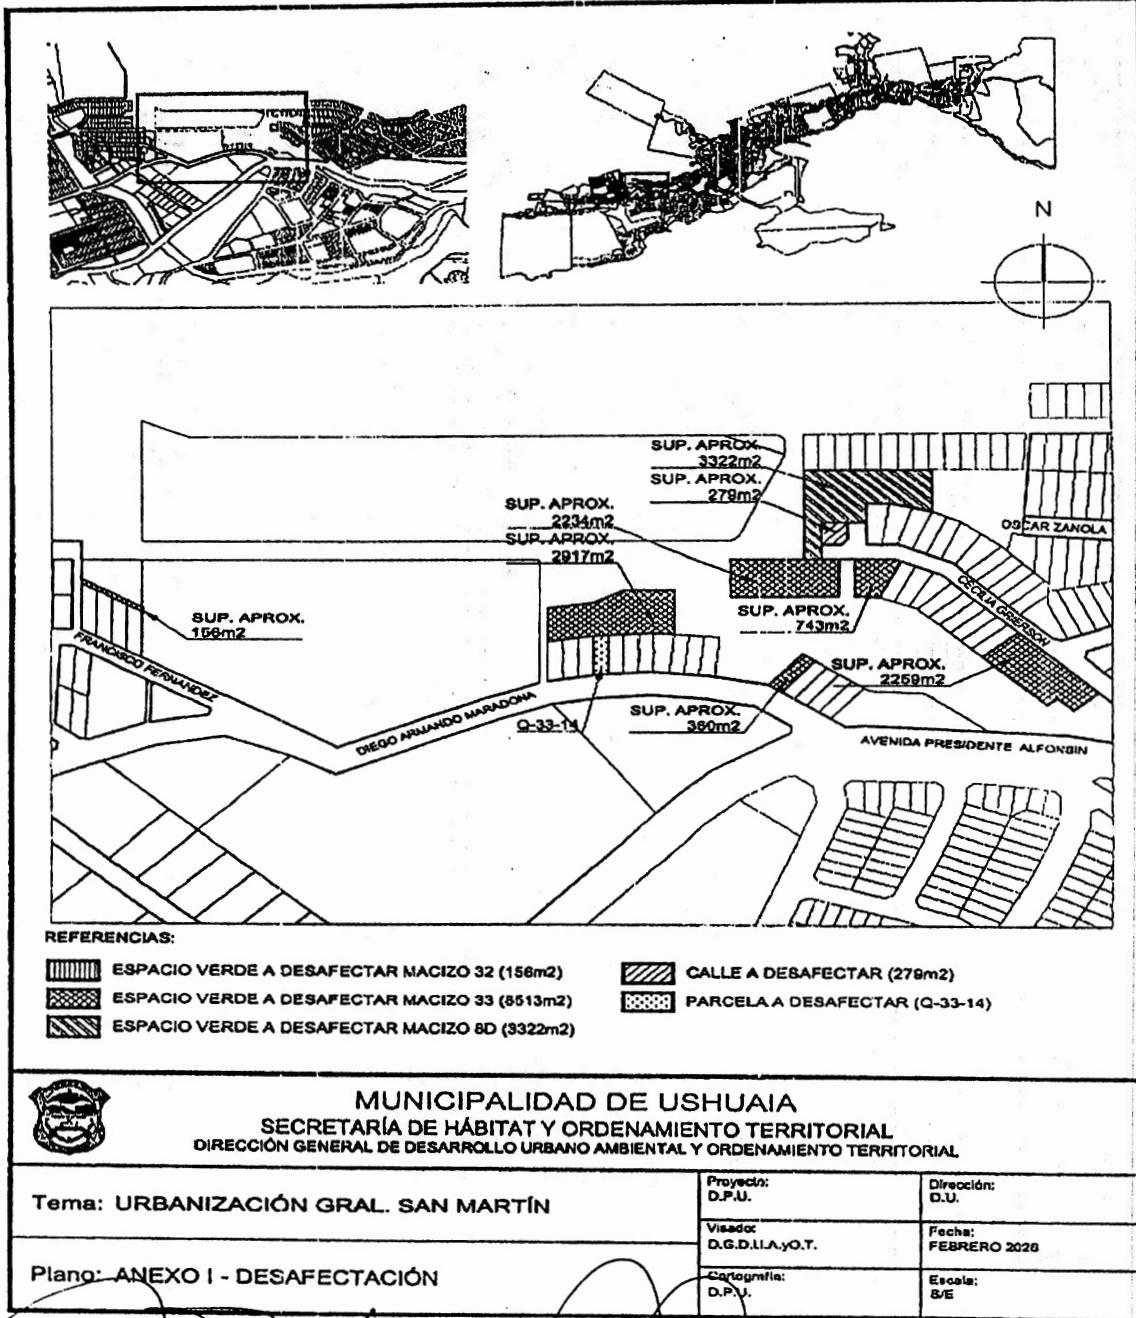 N
SUP. APROX.
3322m2
SUP. APROX.
279m2
SUP. APROX.
2234m2
SUP. APROX.
2917m2
OSCAR ZANOLA
CECILIA GRIERSON
SUP. APROX.
156m2
SUP. APROX.
743m2
FRANCISCO FERNANDEZ
SUP. APROX.
2259m2
DIEGO ARMANDO MARADONA
Q-33-14
SUP. APROX.
360m2
AVENIDA PRESIDENTE ALFONSIN
REFERENCIAS:
ESPACIO VERDE A DESAFECTAR MACIZO 32 (156m2)
ESPACIO VERDE A DESAFECTAR MACIZO 33 (8513m2)
ESPACIO VERDE A DESAFECTAR MACIZO 8D (3322m2)
CALLE A DESAFECTAR (279m2)
PARCELA A DESAFECTAR (Q-33-14)
MUNICIPALIDAD DE USHUAIA
SECRETARÍA DE HÁBITAT Y ORDENAMIENTO TERRITORIAL
DIRECCIÓN GENERAL DE DESARROLLO URBANO AMBIENTAL Y ORDENAMIENTO TERRITORIAL
Tema: URBANIZACIÓN GRAL. SAN MARTÍN
Plano: ANEXO I - DESAFECTACIÓN
Proyecto:
D.P.U.
Dirección:
D.U.
Visado:
D.G.D.U.A.yO.T.
Fecha:
FEBRERO 2026
Cartografía:
D.P.U.
Escala:
S/E